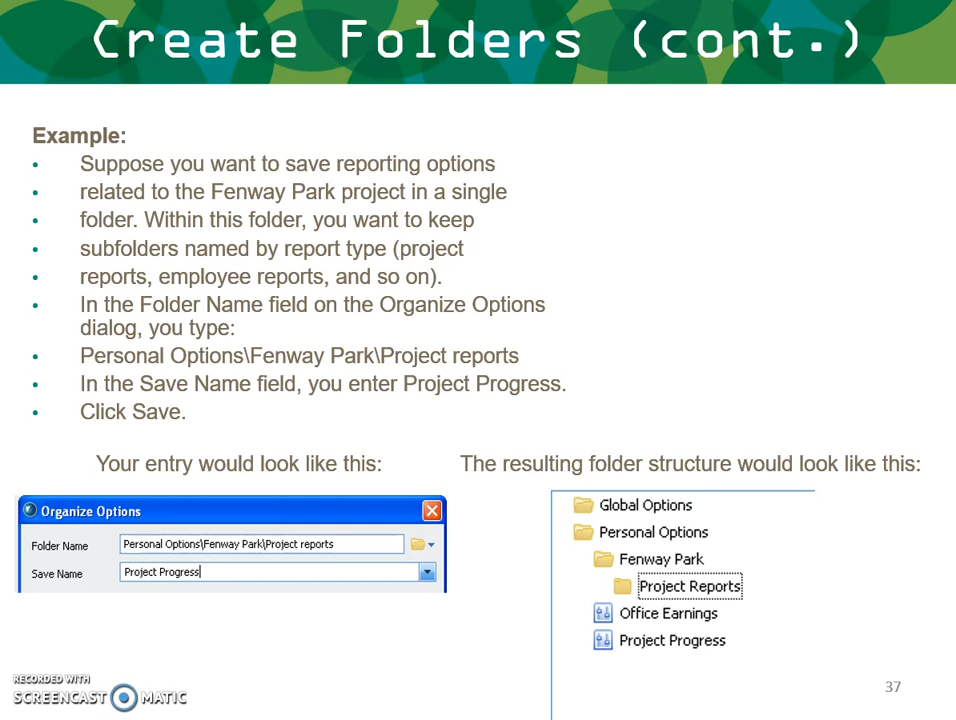 Create Folders (cont.)
Example:
• Suppose you want to save reporting options
• related to the Fenway Park project in a single
• folder. Within this folder, you want to keep
• subfolders named by report type (project
• reports, employee reports, and so on).
• In the Folder Name field on the Organize Options
dialog, you type:
• Personal Options\Fenway Park\Project reports
• In the Save Name field, you enter Project Progress.
• Click Save.
Your entry would look like this:
Organize Options
Folder Name Personal Options\Fenway Park\Project reports
Save Name Project Progress
The resulting folder structure would look like this:
Global Options
Personal Options
Fenway Park
Project Reports
Office Earnings
Project Progress
RECORDED WITH
SCREENCAST MATIC
37